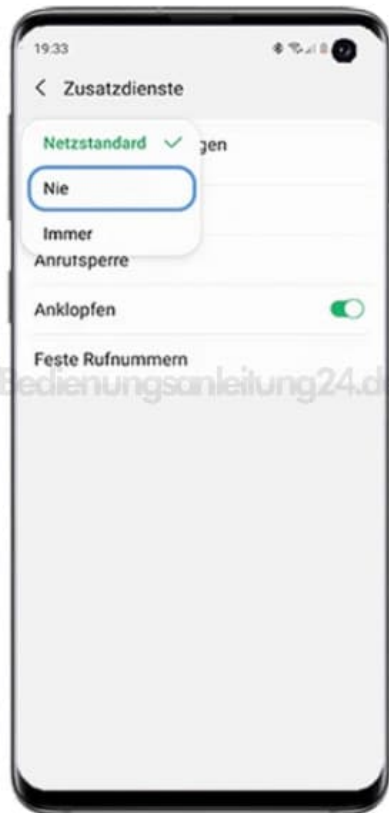 19:33
Zusatzdienste
Netzstandard
gen
Nie
Immer
Anrufsperre
Anklopfen
Feste Rufnummern
Bedienungsanleitung24.de